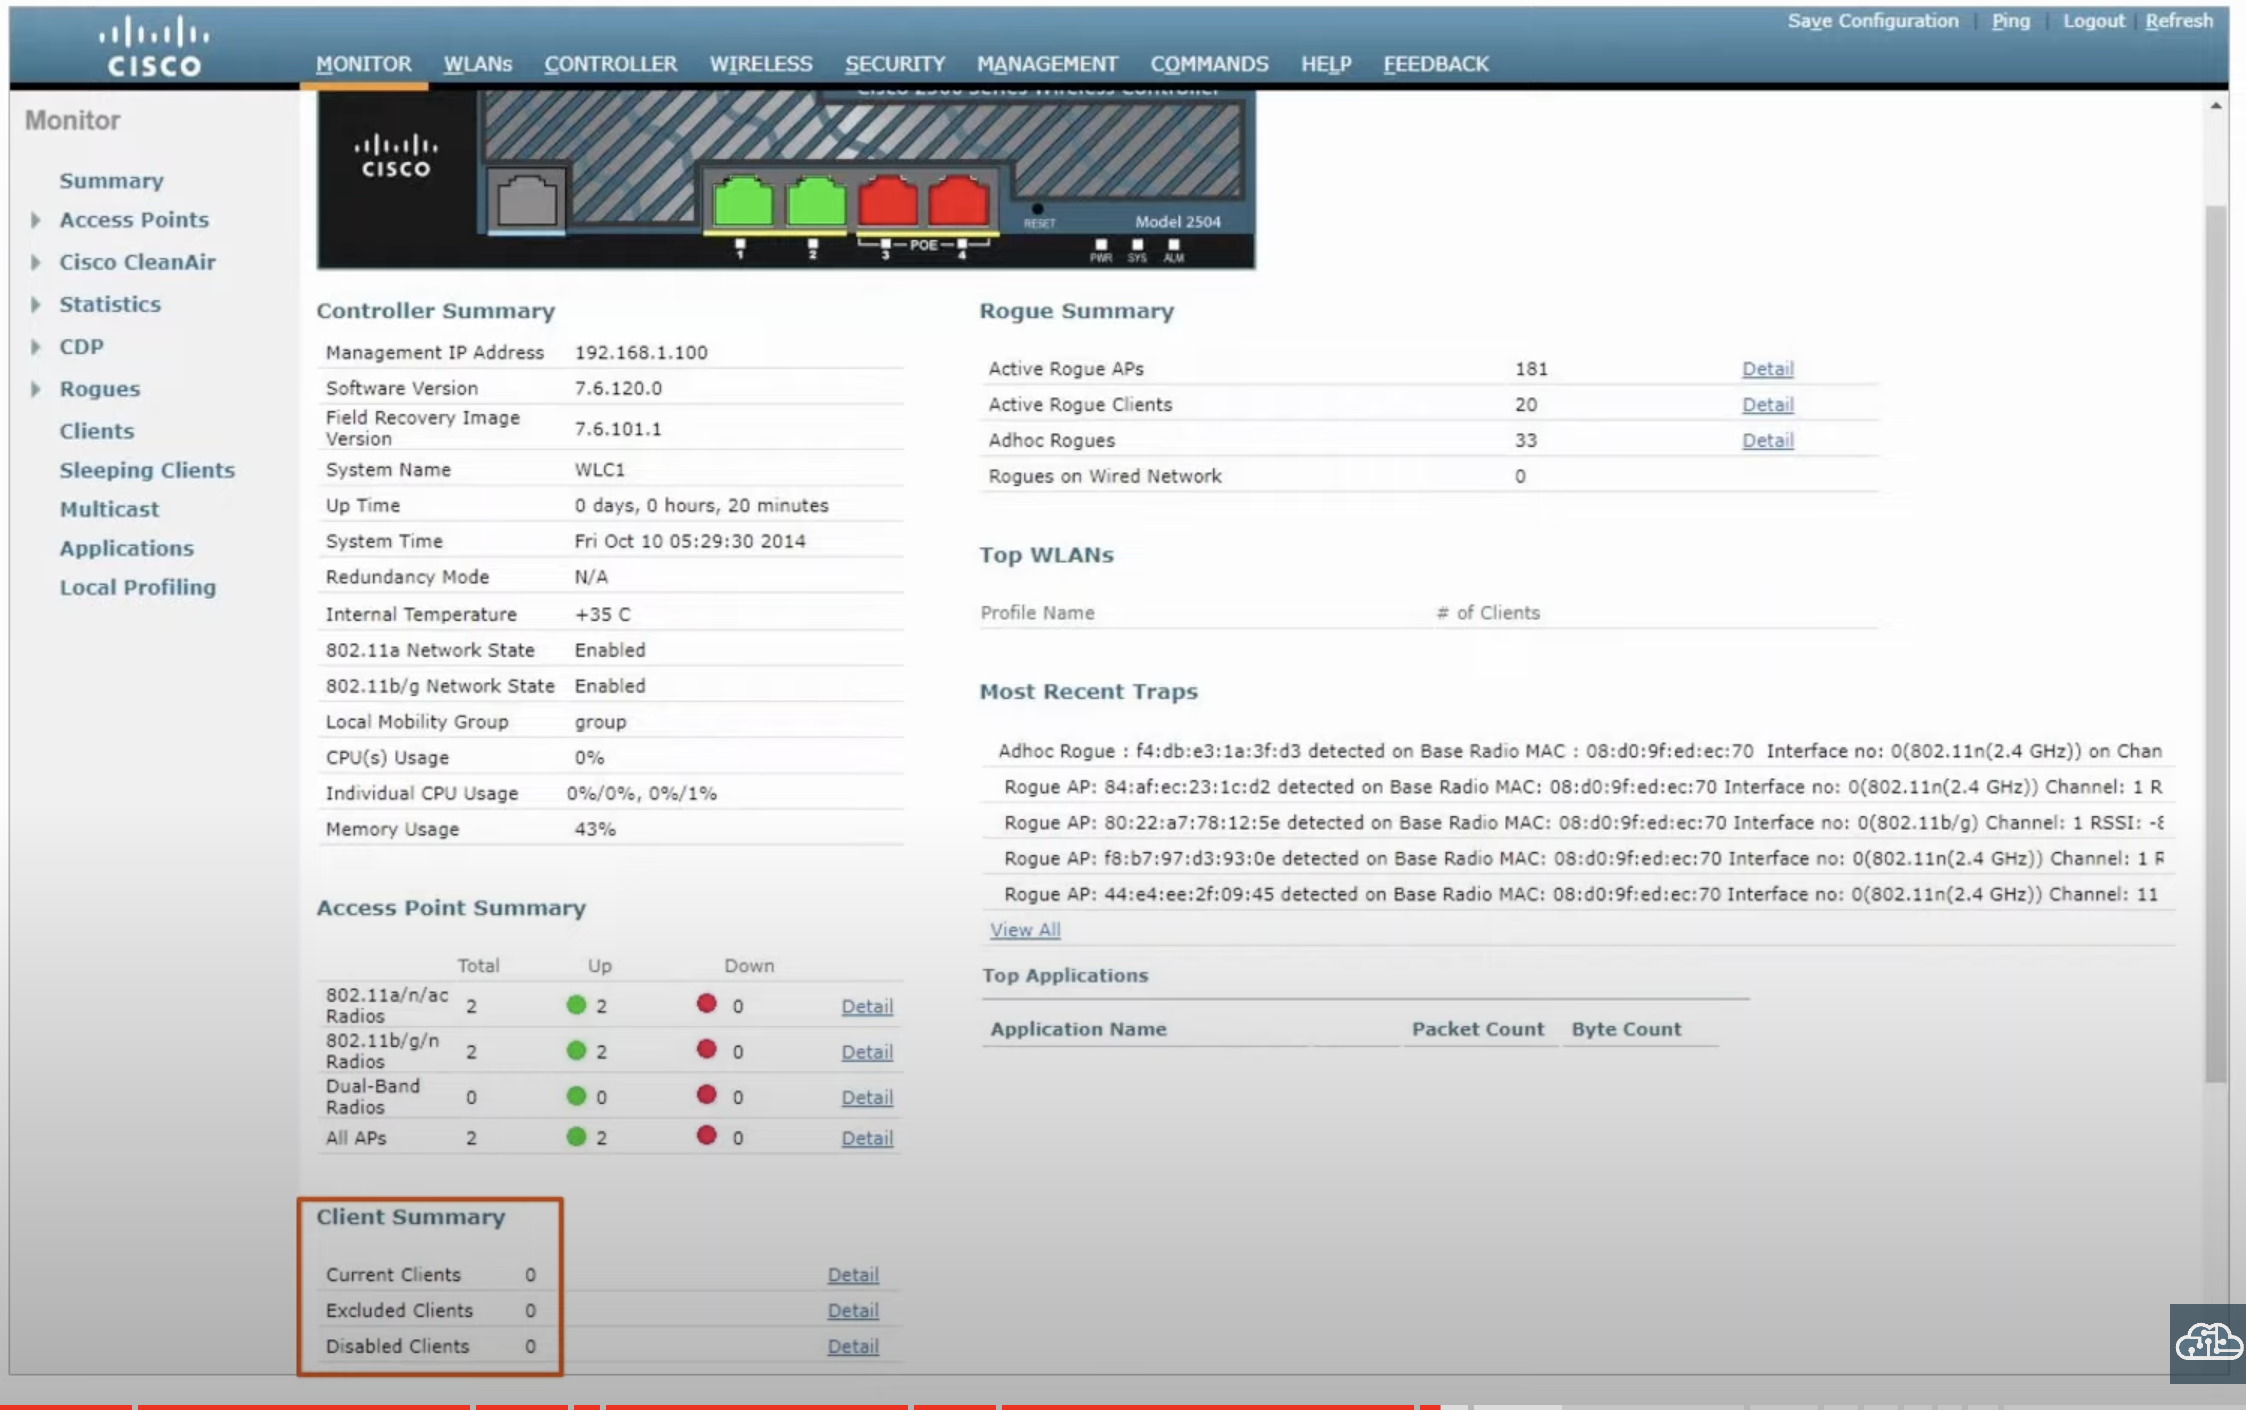 Save Configuration | Ping | Logout | Refresh
CISCO
MONITOR WLANs CONTROLLER WIRELESS SECURITY MANAGEMENT COMMANDS HELP FEEDBACK
Monitor
Summary
Access Points
Cisco CleanAir
Statistics
CDP
Rogues
Clients
Sleeping Clients
Multicast
Applications
Local Profiling
Cisco 2500 Series Wireless Controller
CISCO
RESET
Model 2504
1 2 3 POE 4
PWR SYS ALM
Controller Summary
Management IP Address 192.168.1.100
Software Version 7.6.120.0
Field Recovery Image
Version 7.6.101.1
System Name WLC1
Up Time 0 days, 0 hours, 20 minutes
System Time Fri Oct 10 05:29:30 2014
Redundancy Mode N/A
Internal Temperature +35 C
802.11a Network State Enabled
802.11b/g Network State Enabled
Local Mobility Group group
CPU(s) Usage 0%
Individual CPU Usage 0%/0%, 0%/1%
Memory Usage 43%
Access Point Summary
Total Up Down
802.11a/n/ac
Radios 2 2 0 Detail
802.11b/g/n
Radios 2 2 0 Detail
Dual-Band
Radios 0 0 0 Detail
All APs 2 2 0 Detail
Client Summary
Current Clients 0 Detail
Excluded Clients 0 Detail
Disabled Clients 0 Detail
Rogue Summary
Active Rogue APs 181 Detail
Active Rogue Clients 20 Detail
Adhoc Rogues 33 Detail
Rogues on Wired Network 0
Top WLANs
Profile Name # of Clients
Most Recent Traps
Adhoc Rogue : f4:db:e3:1a:3f:d3 detected on Base Radio MAC : 08:d0:9f:ed:ec:70 Interface no: 0(802.11n(2.4 GHz)) on Chan
Rogue AP: 84:af:ec:23:1c:d2 detected on Base Radio MAC: 08:d0:9f:ed:ec:70 Interface no: 0(802.11n(2.4 GHz)) Channel: 1 R
Rogue AP: 80:22:a7:78:12:5e detected on Base Radio MAC: 08:d0:9f:ed:ec:70 Interface no: 0(802.11b/g) Channel: 1 RSSI: -
Rogue AP: f8:b7:97:d3:93:0e detected on Base Radio MAC: 08:d0:9f:ed:ec:70 Interface no: 0(802.11n(2.4 GHz)) Channel: 1 R
Rogue AP: 44:e4:ee:2f:09:45 detected on Base Radio MAC: 08:d0:9f:ed:ec:70 Interface no: 0(802.11n(2.4 GHz)) Channel: 11
View All
Top Applications
Application Name Packet Count Byte Count